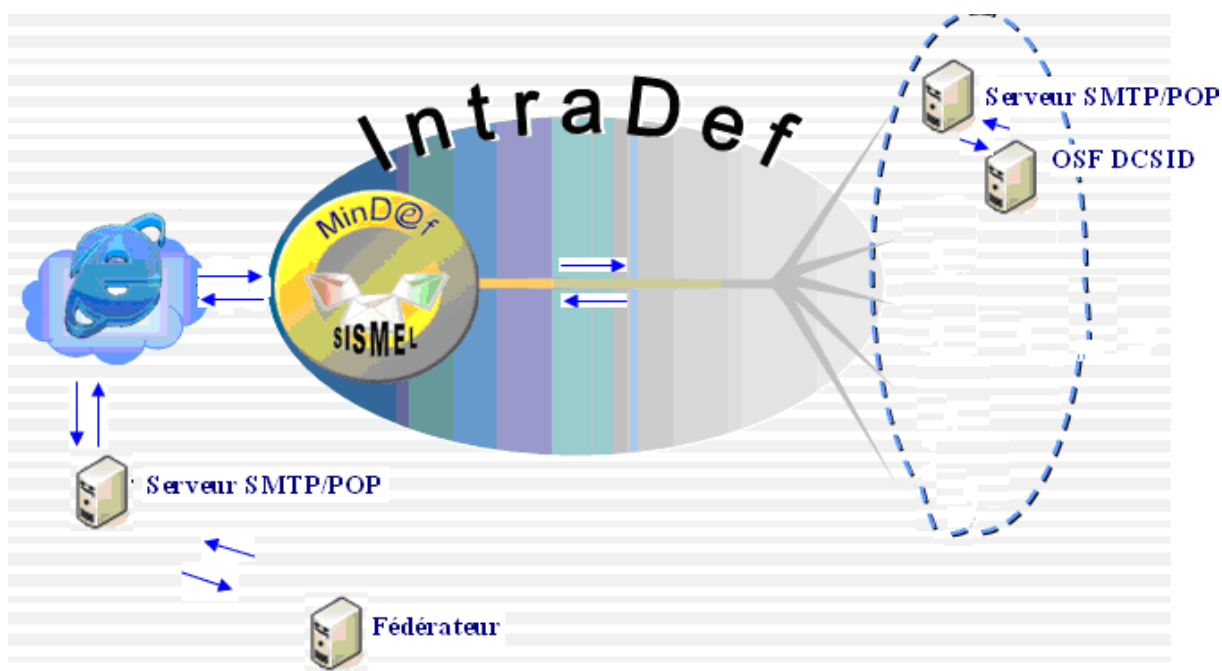 IntraDef
Serveur SMTP/POP
OSF DCSID
MinD@f
SISMEL
Serveur SMTP/POP
Fédérateur